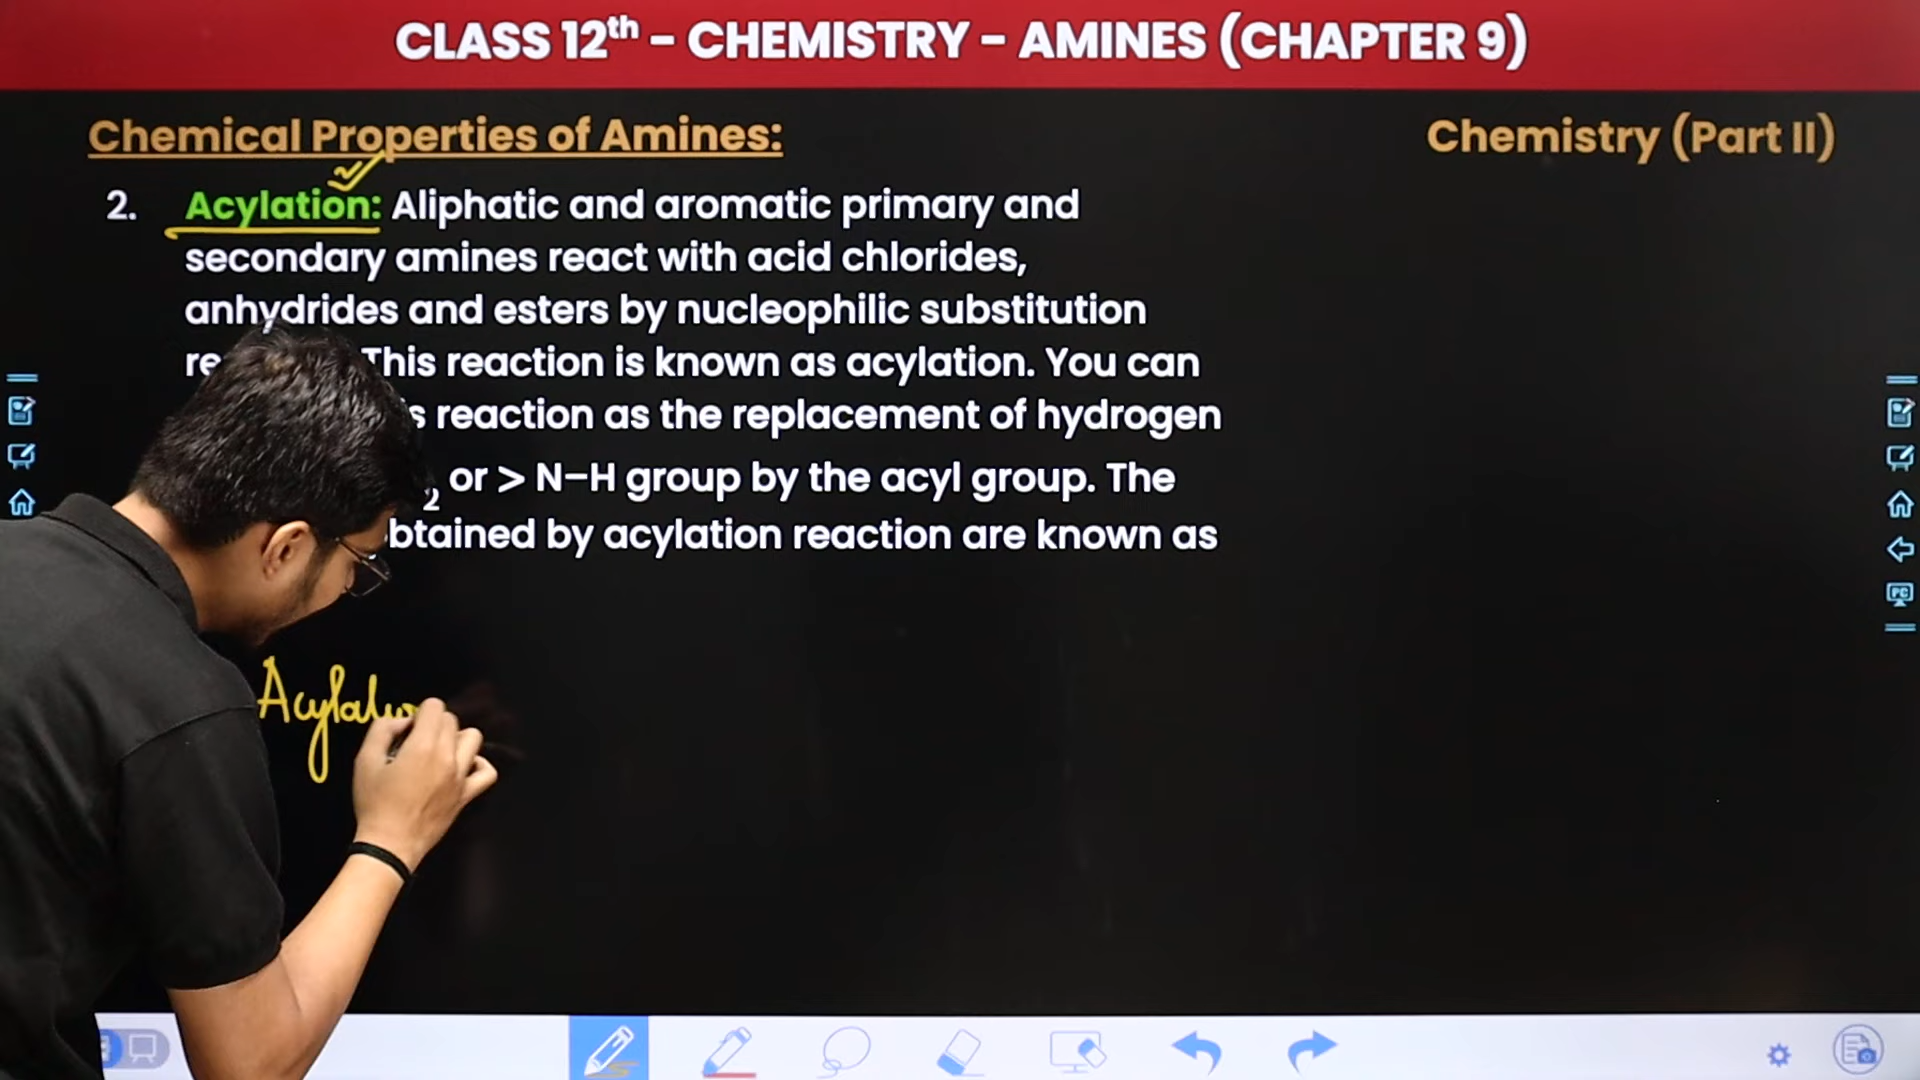 CLASS 12th - CHEMISTRY - AMINES (CHAPTER 9)
Chemical Properties of Amines:
Chemistry (Part II)
2. Acylation: Aliphatic and aromatic primary and
secondary amines react with acid chlorides,
anhydrides and esters by nucleophilic substitution
This reaction is known as acylation. You can
reaction as the replacement of hydrogen
2 or > N–H group by the acyl group. The
by acylation reaction are known as
PC